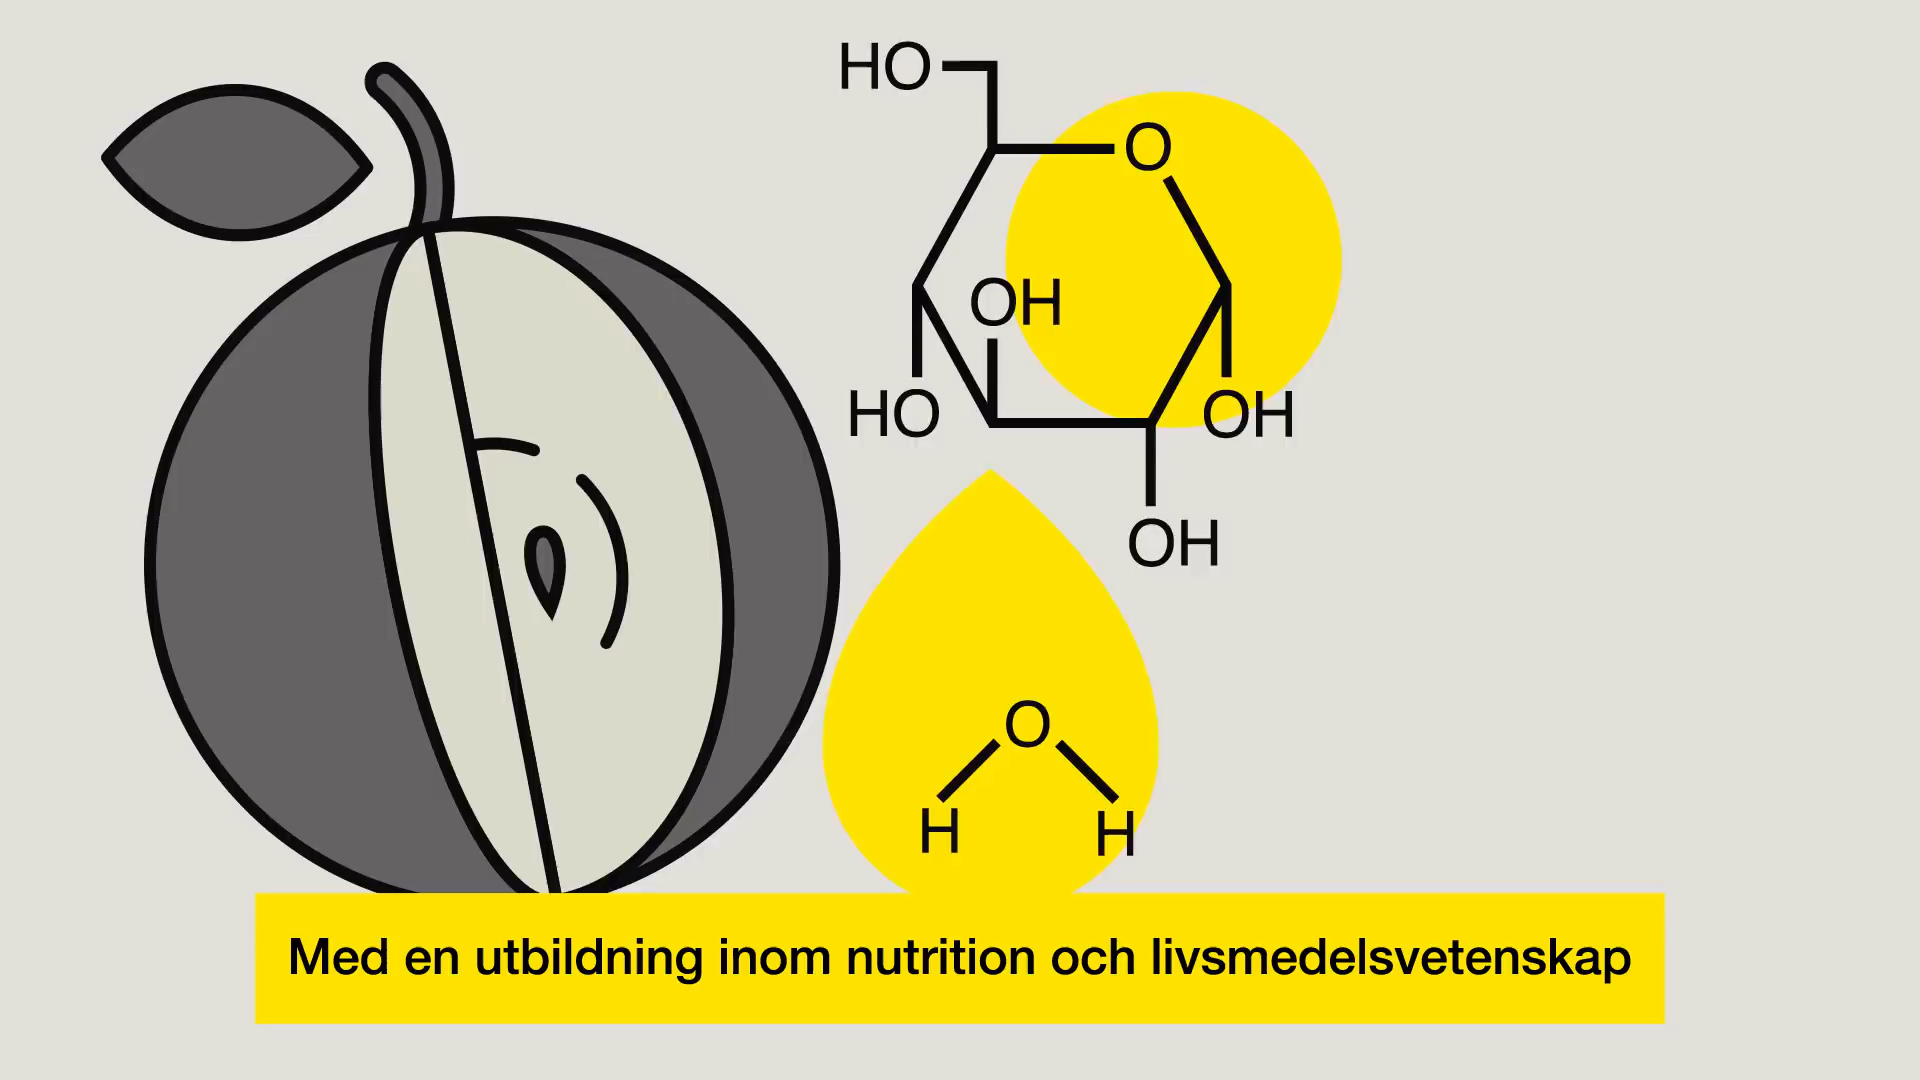 HO
O
OH
HO
OH
OH
O
H
H
Med en utbildning inom nutrition och livsmedelsvetenskap